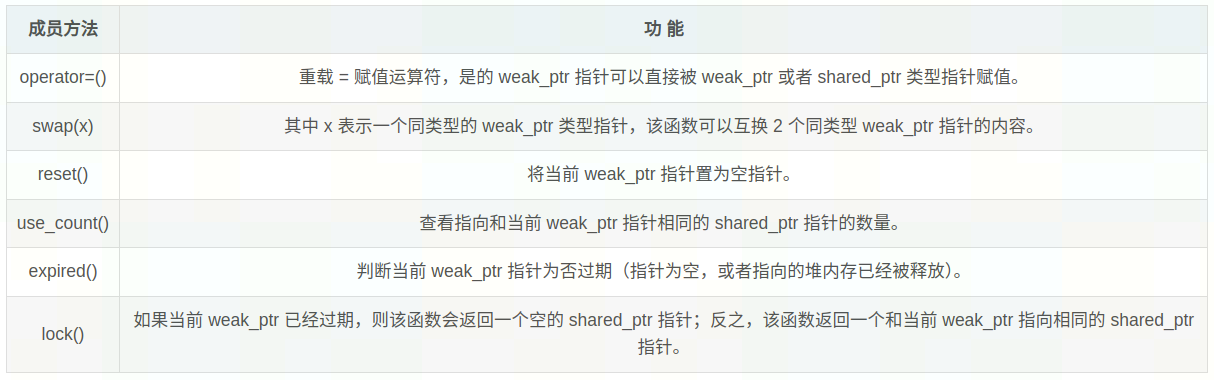 成员方法 功 能
operator=() 重载 = 赋值运算符，是的 weak_ptr 指针可以直接被 weak_ptr 或者 shared_ptr 类型指针赋值。
swap(x) 其中 x 表示一个同类型的 weak_ptr 类型指针，该函数可以互换 2 个同类型 weak_ptr 指针的内容。
reset() 将当前 weak_ptr 指针置为空指针。
use_count() 查看指向和当前 weak_ptr 指针相同的 shared_ptr 指针的数量。
expired() 判断当前 weak_ptr 指针为否过期（指针为空，或者指向的堆内存已经被释放）。
lock() 如果当前 weak_ptr 已经过期，则该函数会返回一个空的 shared_ptr 指针；反之，该函数返回一个和当前 weak_ptr 指向相同的 shared_ptr
指针。